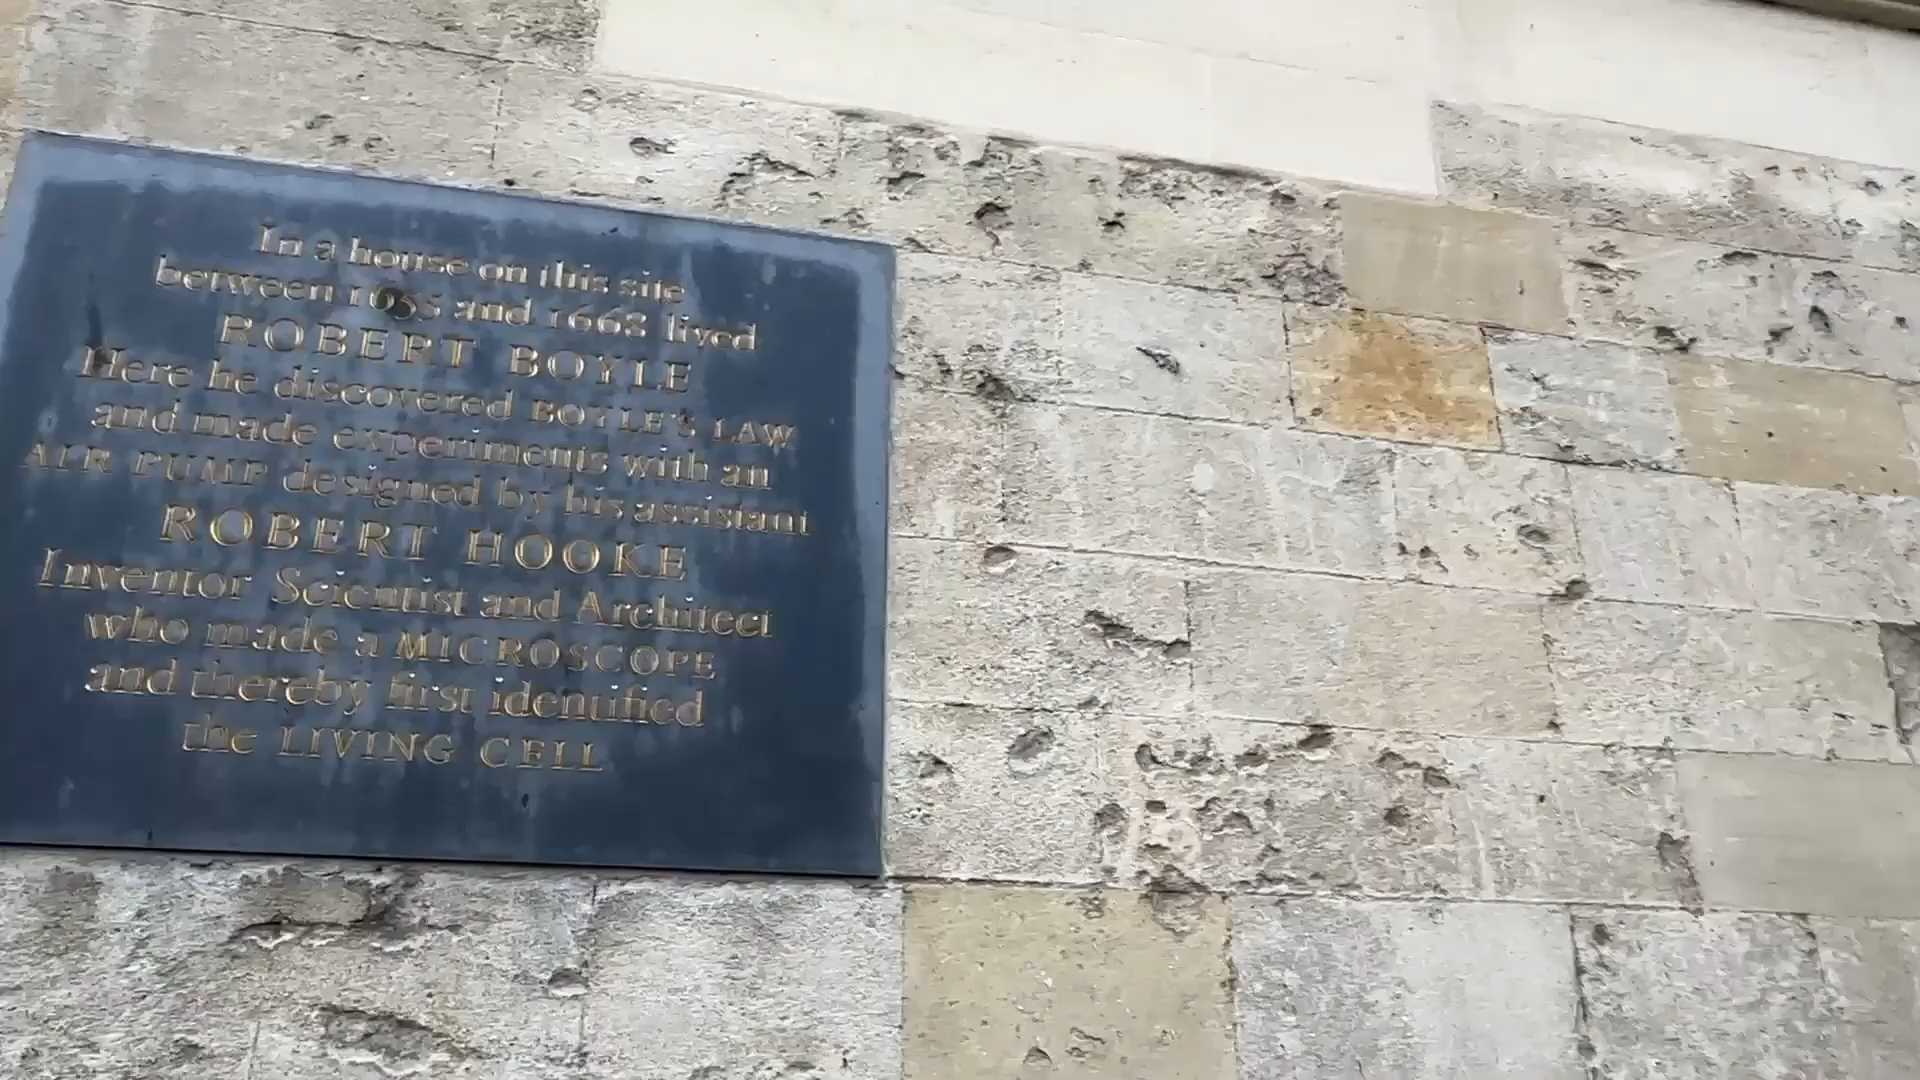 In a house on this site
between 1655 and 1668 lived
ROBERT BOYLE
Here he discovered BOYLE'S LAW
and made experiments with an
AIR PUMP designed by his assistant
ROBERT HOOKE
Inventor Scientist and Architect
who made a MICROSCOPE
and thereby first identified
the LIVING CELL